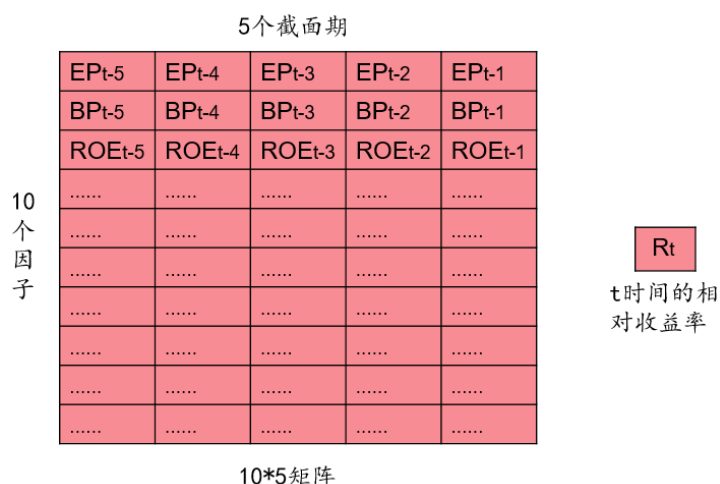 5个截面期
EPt-5 EPt-4 EPt-3 EPt-2 EPt-1
BPt-5 BPt-4 BPt-3 BPt-2 BPt-1
ROEt-5 ROEt-4 ROEt-3 ROEt-2 ROEt-1
...... ...... ...... ...... ......
...... ...... ...... ...... ......
...... ...... ...... ...... ......
...... ...... ...... ...... ......
...... ...... ...... ...... ......
...... ...... ...... ...... ......
...... ...... ...... ...... ......
10
个
因
子
10*5矩阵
Rt
t时间的相
对收益率